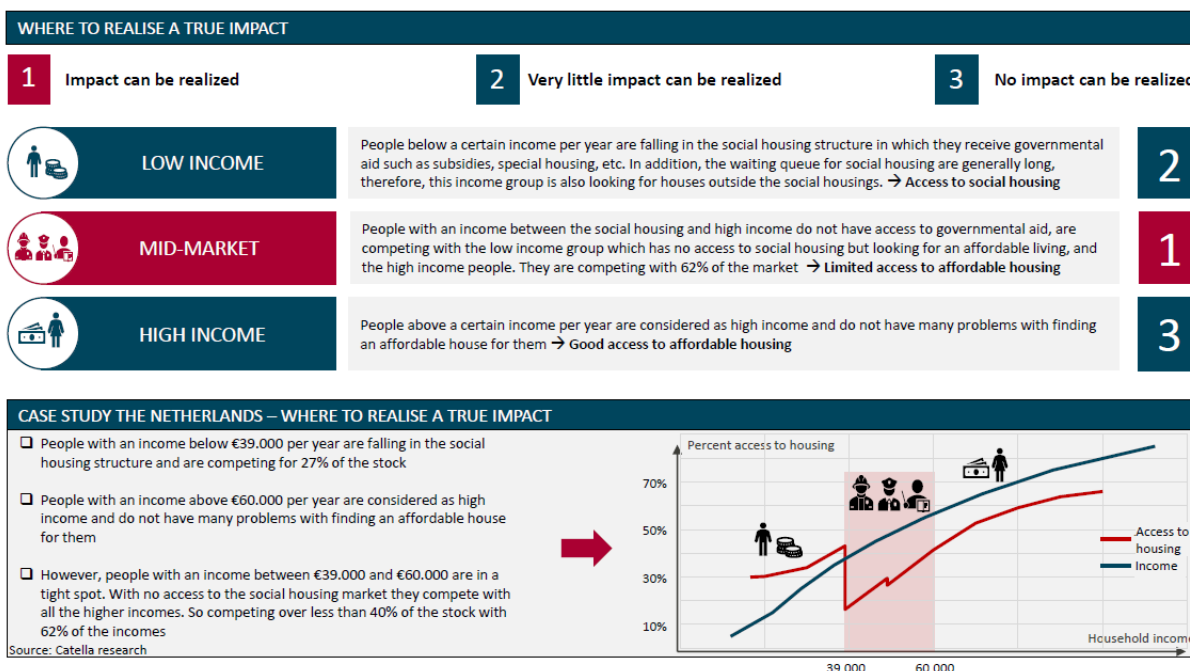 WHERE TO REALISE A TRUE IMPACT
1 Impact can be realized
2 Very little impact can be realized
3 No impact can be realized
LOW INCOME
People below a certain income per year are falling in the social housing structure in which they receive governmental
aid such as subsidies, special housing, etc. In addition, the waiting queue for social housing are generally long,
therefore, this income group is also looking for houses outside the social housings. → Access to social housing
2
MID-MARKET
People with an income between the social housing and high income do not have access to governmental aid, are
competing with the low income group which has no access to social housing but looking for an affordable living, and
the high income people. They are competing with 62% of the market → Limited access to affordable housing
1
HIGH INCOME
People above a certain income per year are considered as high income and do not have many problems with finding
an affordable house for them → Good access to affordable housing
3
CASE STUDY THE NETHERLANDS – WHERE TO REALISE A TRUE IMPACT
People with an income below €39.000 per year are falling in the social
housing structure and are competing for 27% of the stock
People with an income above €60.000 per year are considered as high
income and do not have many problems with finding an affordable house
for them
However, people with an income between €39.000 and €60.000 are in a
tight spot. With no access to the social housing market they compete with
all the higher incomes. So competing over less than 40% of the stock with
62% of the incomes
Source: Catella research
Percent access to housing
70%
50%
30%
10%
Access to
housing
Income
Household income
39.000
60.000